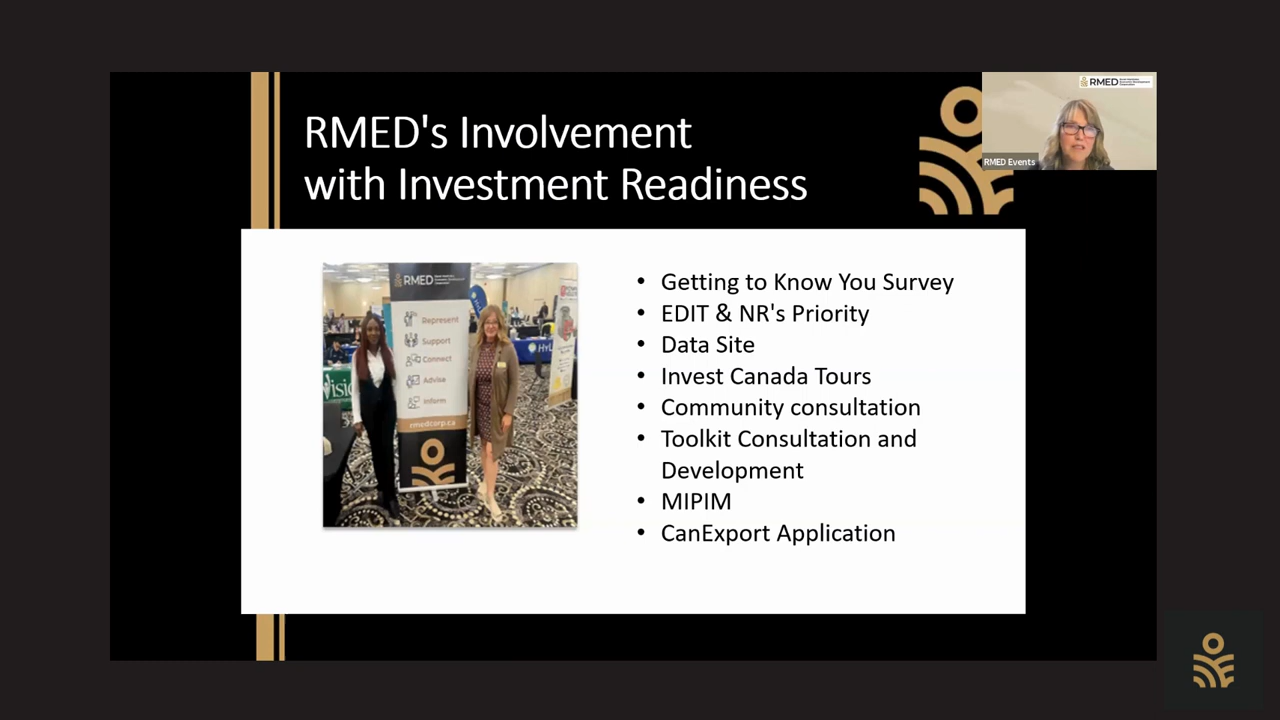 RMED's Involvement
with Investment Readiness
RMED
RMED Events
RMED
Represent
Support
Connect
Advise
Inform
rmedcorp.ca
• Getting to Know You Survey
• EDIT & NR's Priority
• Data Site
• Invest Canada Tours
• Community consultation
• Toolkit Consultation and
Development
• MIPIM
• CanExport Application